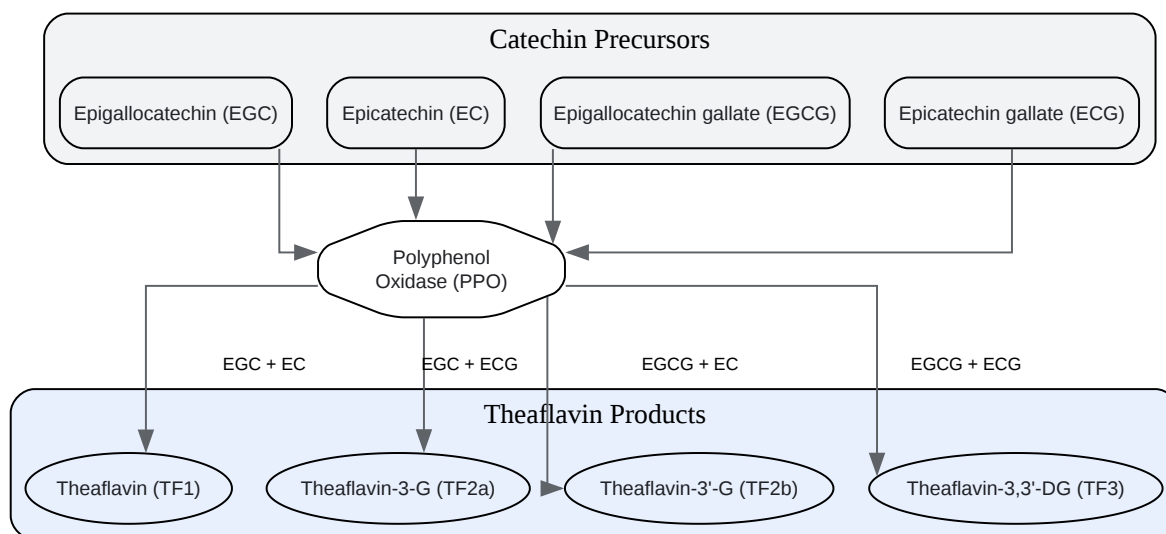 Catechin Precursors
Epigallocatechin (EGC)
Epicatechin (EC)
Epigallocatechin gallate (EGCG)
Epicatechin gallate (ECG)
Polyphenol
Oxidase (PPO)
EGC + EC
EGC + ECG
EGCG + EC
EGCG + ECG
Theaflavin Products
Theaflavin (TF1)
Theaflavin-3-G (TF2a)
Theaflavin-3'-G (TF2b)
Theaflavin-3,3'-DG (TF3)